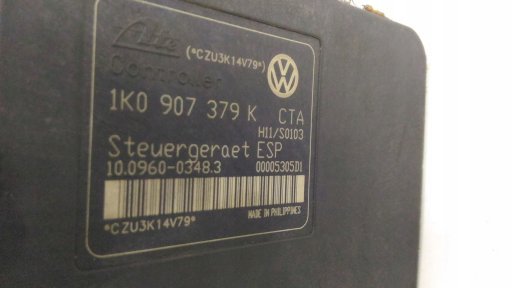 Ate
(*CZU3K14V79*)
Controller
1K0 907 379 K CTA
H11/S0103
Steuergeraet ESP
10.0960-0348.3 00005305D1
MADE IN PHILIPPINES
*CZU3K14V79*